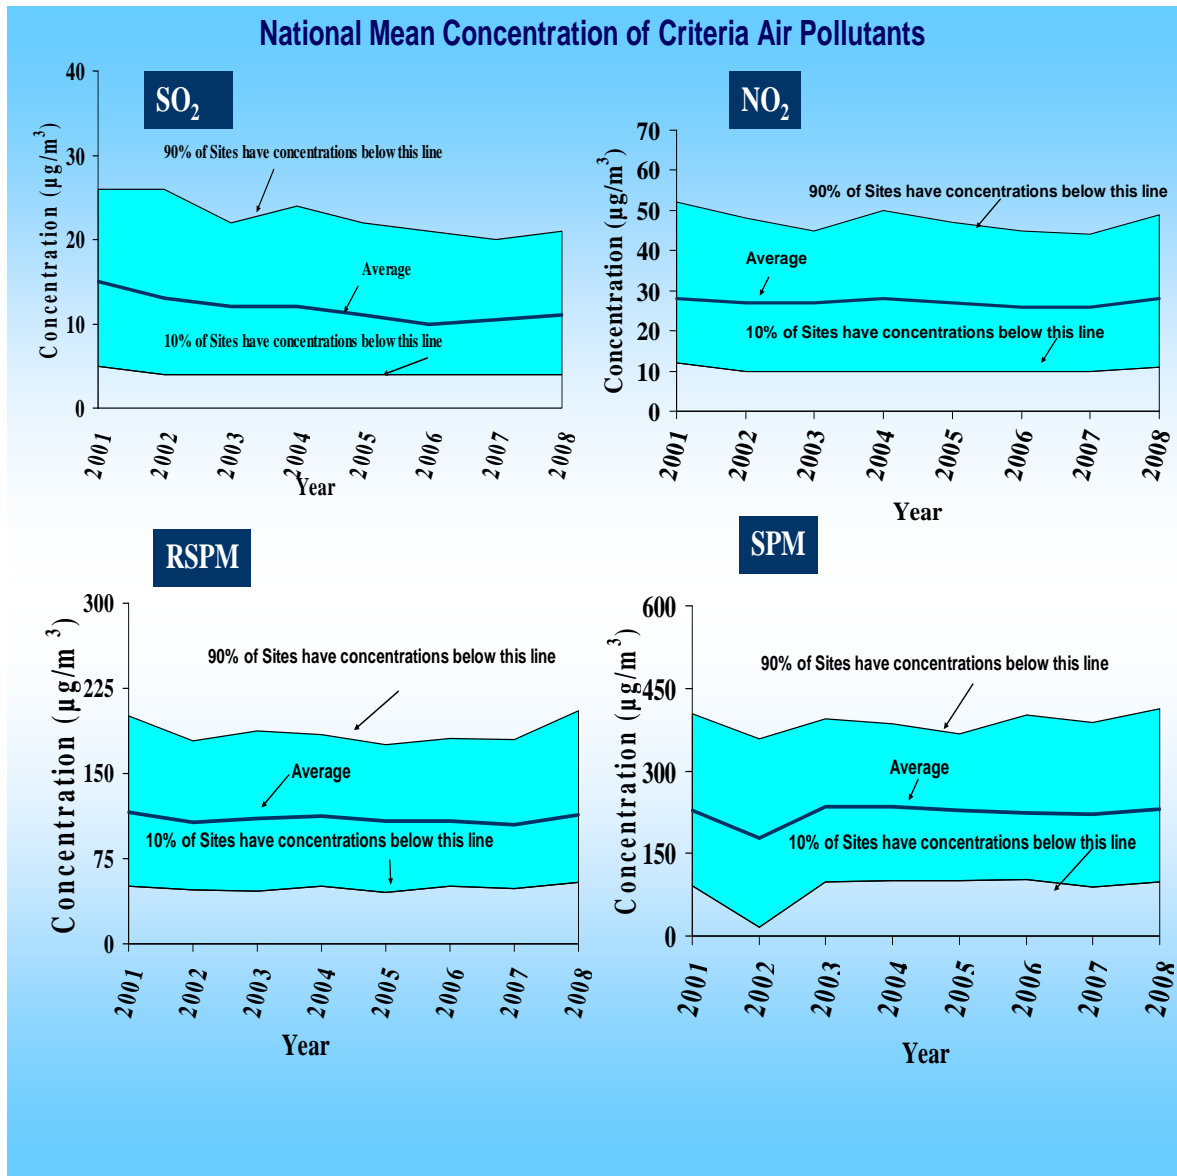 National Mean Concentration of Criteria Air Pollutants
SO2
Concentration (µg/m3)
40
30
20
10
0
90% of Sites have concentrations below this line
Average
10% of Sites have concentrations below this line
2001
2002
2003
2004
2005
2006
2007
2008
Year
NO2
Concentration (µg/m3)
70
60
50
40
30
20
10
0
90% of Sites have concentrations below this line
Average
10% of Sites have concentrations below this line
2001
2002
2003
2004
2005
2006
2007
2008
Year
RSPM
Concentration (µg/m3)
300
225
150
75
0
90% of Sites have concentrations below this line
Average
10% of Sites have concentrations below this line
2001
2002
2003
2004
2005
2006
2007
2008
Year
SPM
Concentration (µg/m3)
600
450
300
150
0
90% of Sites have concentrations below this line
Average
10% of Sites have concentrations below this line
2001
2002
2003
2004
2005
2006
2007
2008
Year